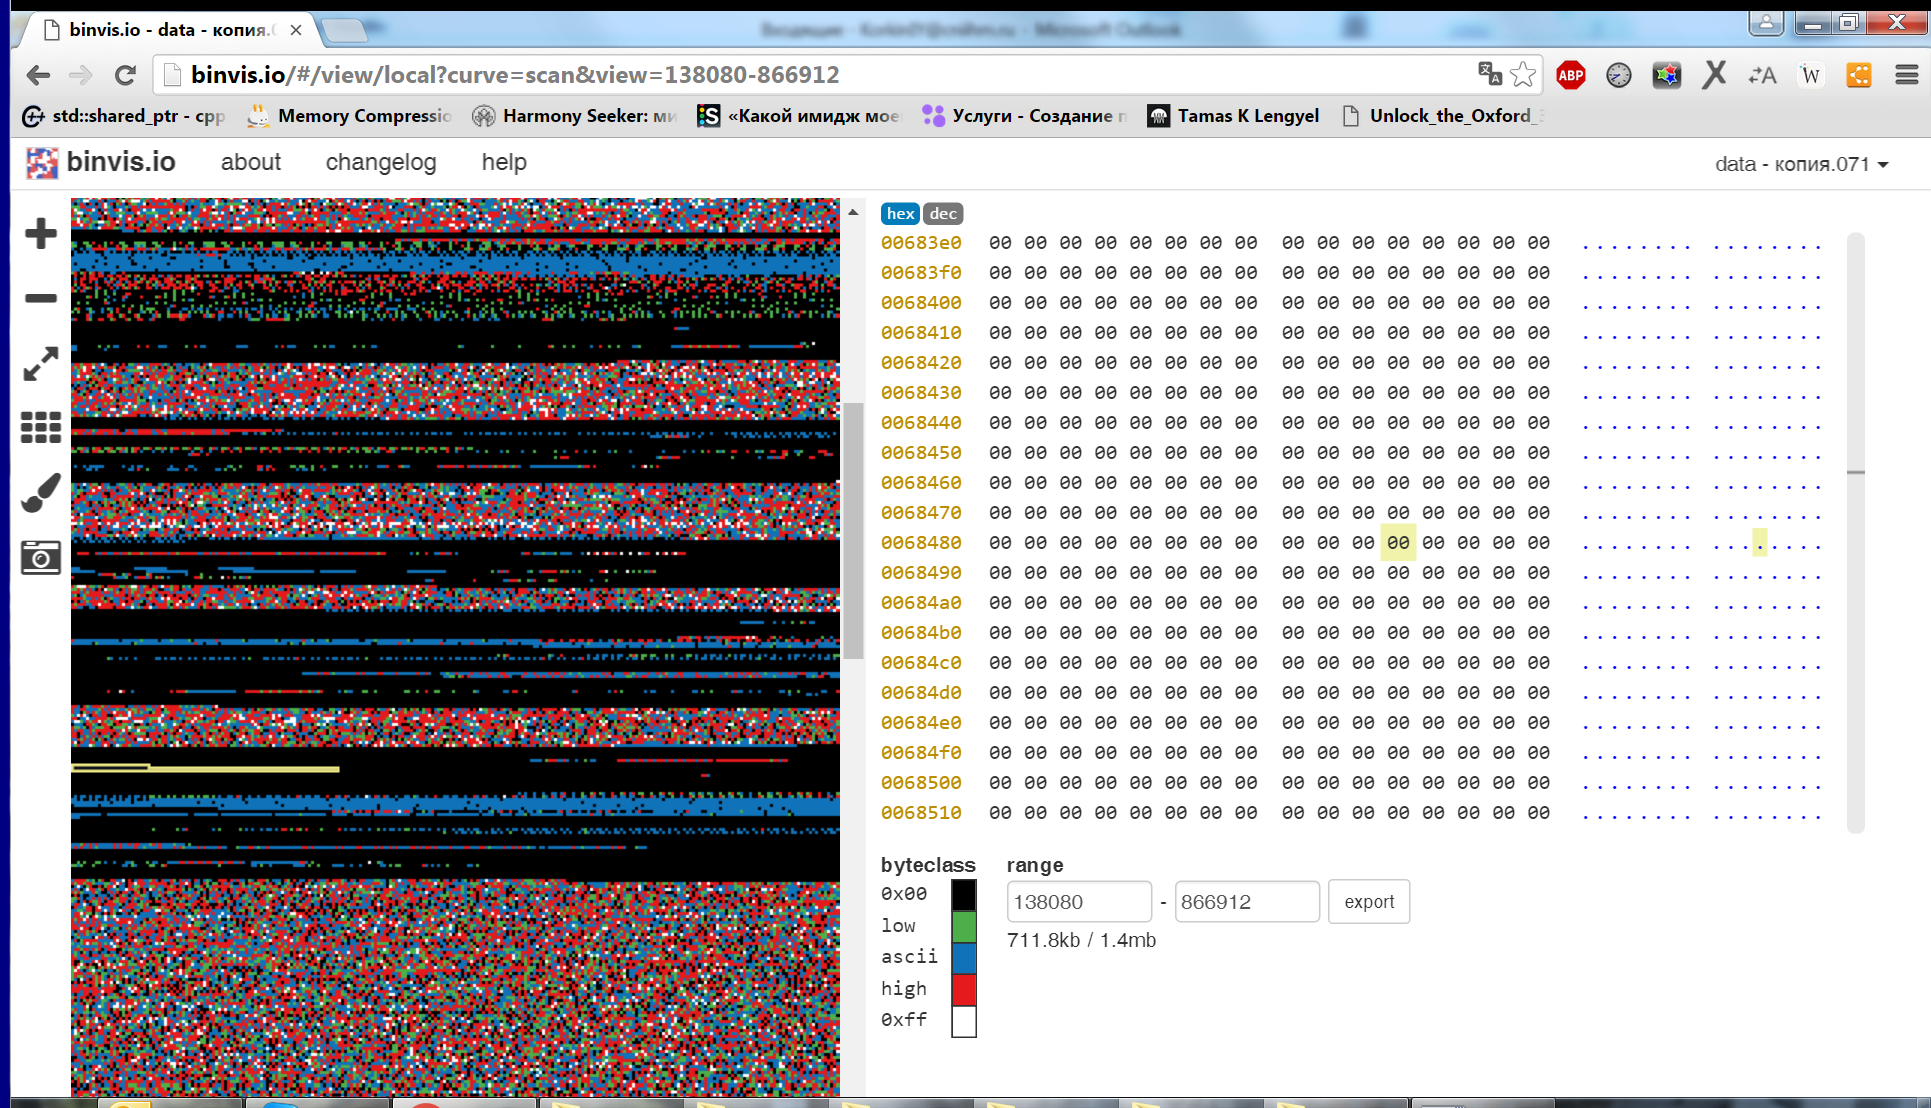 binvis.io - data - копия.
binvis.io/#/view/local?curve=scan&view=138080-866912
ABP
std::shared_ptr - cpp
Memory Compressio
Harmony Seeker: ми
«Какой имидж мое
Услуги - Создание п
Tamas K Lengyel
Unlock_the_Oxford_
binvis.io about changelog help data - копия.071
hex dec
00683e0 00 00 00 00 00 00 00 00 00 00 00 00 00 00 00 00 ........ ........
00683f0 00 00 00 00 00 00 00 00 00 00 00 00 00 00 00 00 ........ ........
0068400 00 00 00 00 00 00 00 00 00 00 00 00 00 00 00 00 ........ ........
0068410 00 00 00 00 00 00 00 00 00 00 00 00 00 00 00 00 ........ ........
0068420 00 00 00 00 00 00 00 00 00 00 00 00 00 00 00 00 ........ ........
0068430 00 00 00 00 00 00 00 00 00 00 00 00 00 00 00 00 ........ ........
0068440 00 00 00 00 00 00 00 00 00 00 00 00 00 00 00 00 ........ ........
0068450 00 00 00 00 00 00 00 00 00 00 00 00 00 00 00 00 ........ ........
0068460 00 00 00 00 00 00 00 00 00 00 00 00 00 00 00 00 ........ ........
0068470 00 00 00 00 00 00 00 00 00 00 00 00 00 00 00 00 ........ ........
0068480 00 00 00 00 00 00 00 00 00 00 00 00 00 00 00 00 ........ ........
0068490 00 00 00 00 00 00 00 00 00 00 00 00 00 00 00 00 ........ ........
00684a0 00 00 00 00 00 00 00 00 00 00 00 00 00 00 00 00 ........ ........
00684b0 00 00 00 00 00 00 00 00 00 00 00 00 00 00 00 00 ........ ........
00684c0 00 00 00 00 00 00 00 00 00 00 00 00 00 00 00 00 ........ ........
00684d0 00 00 00 00 00 00 00 00 00 00 00 00 00 00 00 00 ........ ........
00684e0 00 00 00 00 00 00 00 00 00 00 00 00 00 00 00 00 ........ ........
00684f0 00 00 00 00 00 00 00 00 00 00 00 00 00 00 00 00 ........ ........
0068500 00 00 00 00 00 00 00 00 00 00 00 00 00 00 00 00 ........ ........
0068510 00 00 00 00 00 00 00 00 00 00 00 00 00 00 00 00 ........ ........
byteclass range
0x00
138080 - 866912 export
low
ascii 711.8kb / 1.4mb
high
0xff